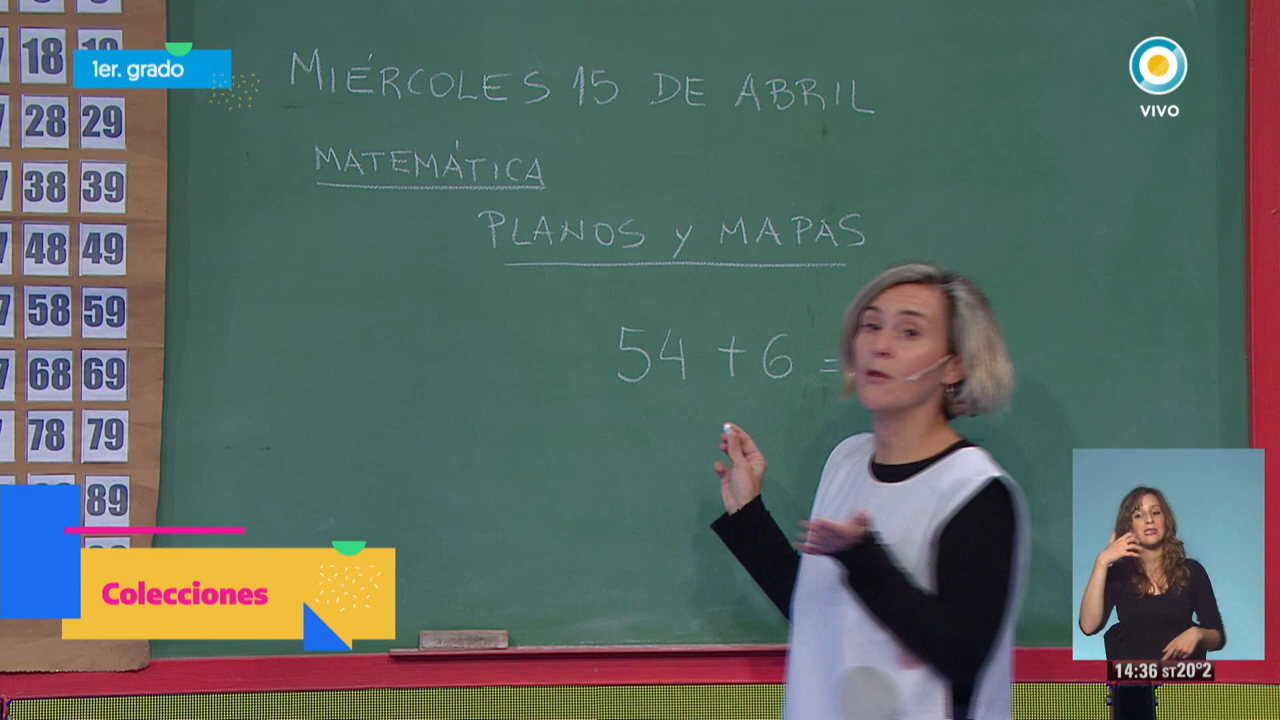 18 19
1er. grado
28 29
38 39
48 49
58 59
68 69
78 79
89
MIÉRCOLES 15 DE ABRIL
MATEMÁTICA
PLANOS Y MAPAS
54 + 6 =
VIVO
Colecciones
14:36 ST20°2